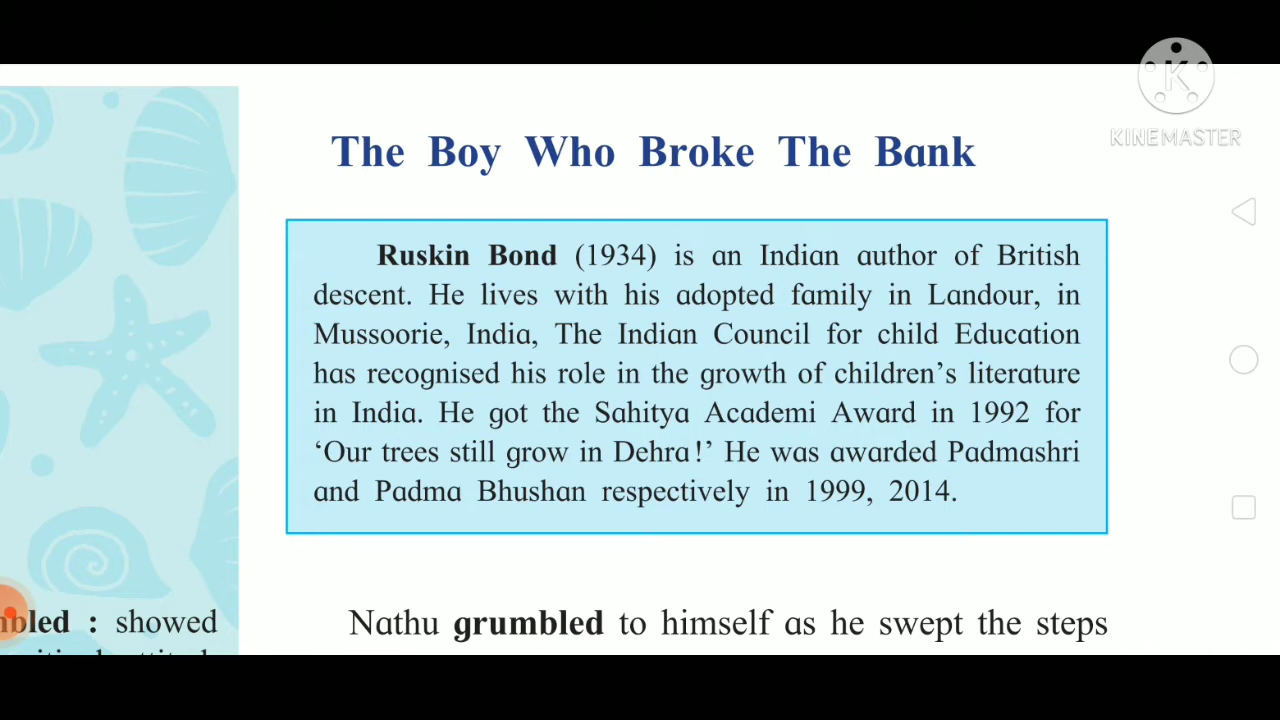 KINEMASTER
The Boy Who Broke The Bank
Ruskin Bond (1934) is an Indian author of British
descent. He lives with his adopted family in Landour, in
Mussoorie, India, The Indian Council for child Education
has recognised his role in the growth of children's literature
in India. He got the Sahitya Academi Award in 1992 for
‘Our trees still grow in Dehra!’ He was awarded Padmashri
and Padma Bhushan respectively in 1999, 2014.
: showed
Nathu grumbled to himself as he swept the steps